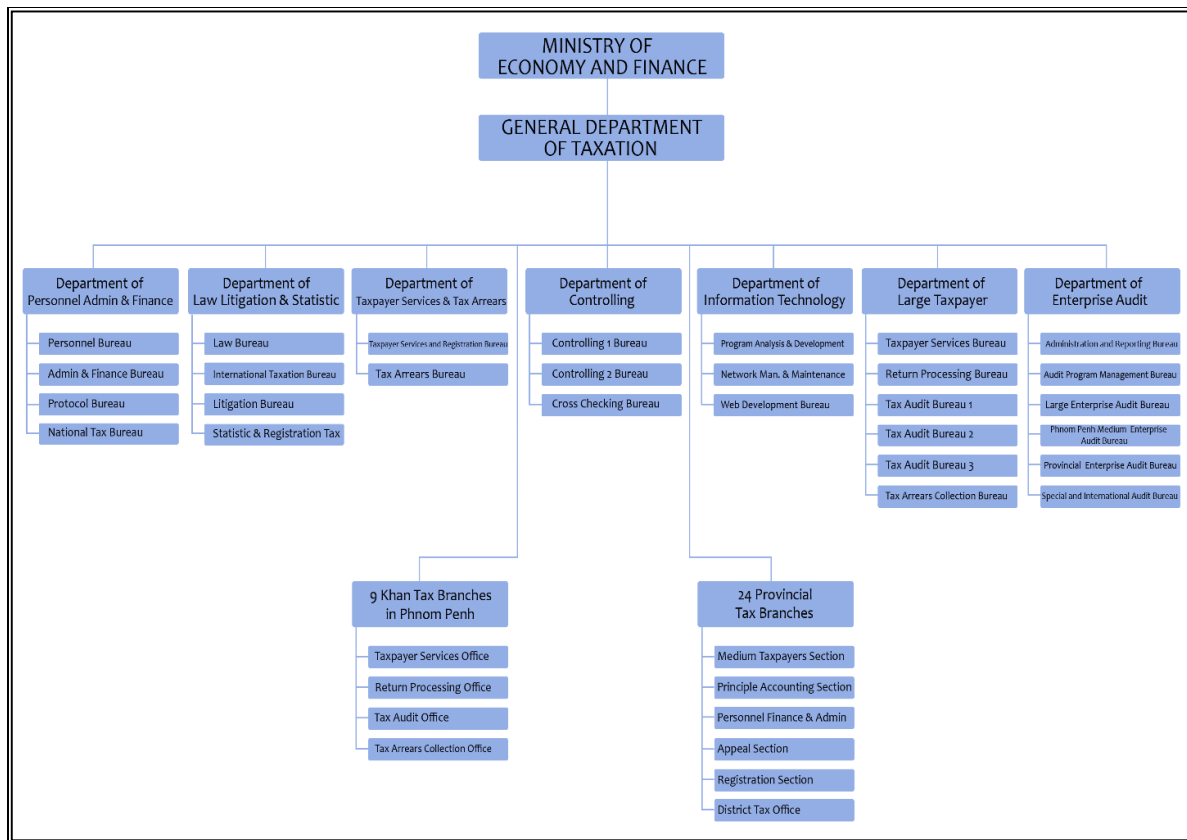 MINISTRY OF
ECONOMY AND FINANCE
GENERAL DEPARTMENT
OF TAXATION
Department of
Personnel Admin & Finance
Personnel Bureau
Admin & Finance Bureau
Protocol Bureau
National Tax Bureau
Department of
Law Litigation & Statistic
Law Bureau
International Taxation Bureau
Litigation Bureau
Statistic & Registration Tax
Department of
Taxpayer Services & Tax Arrears
Taxpayer Services and Registration Bureau
Tax Arrears Bureau
Department of
Controlling
Controlling 1 Bureau
Controlling 2 Bureau
Cross Checking Bureau
Department of
Information Technology
Program Analysis & Development
Network Man. & Maintenance
Web Development Bureau
Department of
Large Taxpayer
Taxpayer Services Bureau
Return Processing Bureau
Tax Audit Bureau 1
Tax Audit Bureau 2
Tax Audit Bureau 3
Tax Arrears Collection Bureau
Department of
Enterprise Audit
Administration and Reporting Bureau
Audit Program Management Bureau
Large Enterprise Audit Bureau
Phnom Penh Medium Enterprise
Audit Bureau
Provincial Enterprise Audit Bureau
Special and International Audit Bureau
9 Khan Tax Branches
in Phnom Penh
Taxpayer Services Office
Return Processing Office
Tax Audit Office
Tax Arrears Collection Office
24 Provincial
Tax Branches
Medium Taxpayers Section
Principle Accounting Section
Personnel Finance & Admin
Appeal Section
Registration Section
District Tax Office